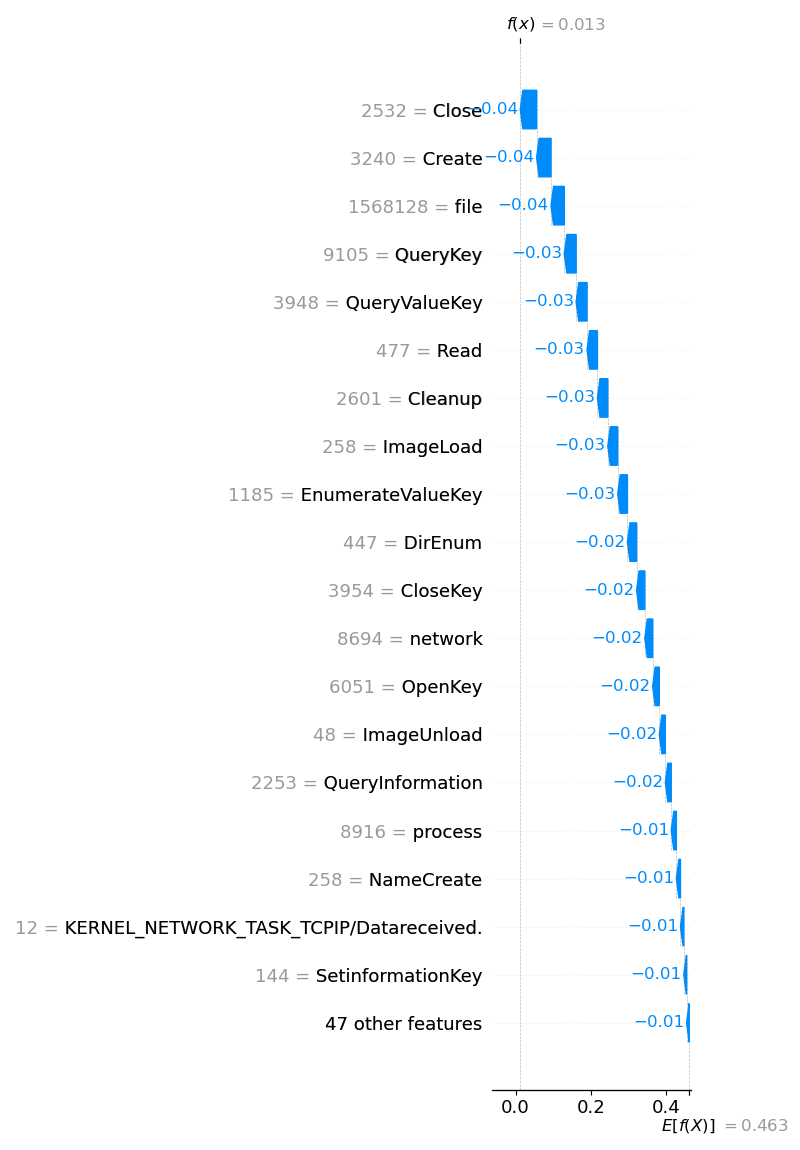 f(x) = 0.013
2532 = Close −0.04
3240 = Create −0.04
1568128 = file −0.04
9105 = QueryKey −0.03
3948 = QueryValueKey −0.03
477 = Read −0.03
2601 = Cleanup −0.03
258 = ImageLoad −0.03
1185 = EnumerateValueKey −0.03
447 = DirEnum −0.02
3954 = CloseKey −0.02
8694 = network −0.02
6051 = OpenKey −0.02
48 = ImageUnload −0.02
2253 = QueryInformation −0.02
8916 = process −0.01
258 = NameCreate −0.01
12 = KERNEL_NETWORK_TASK_TCPIP/Datareceived. −0.01
144 = SetinformationKey −0.01
47 other features −0.01
0.0 0.2 0.4
E[f(X)] = 0.463